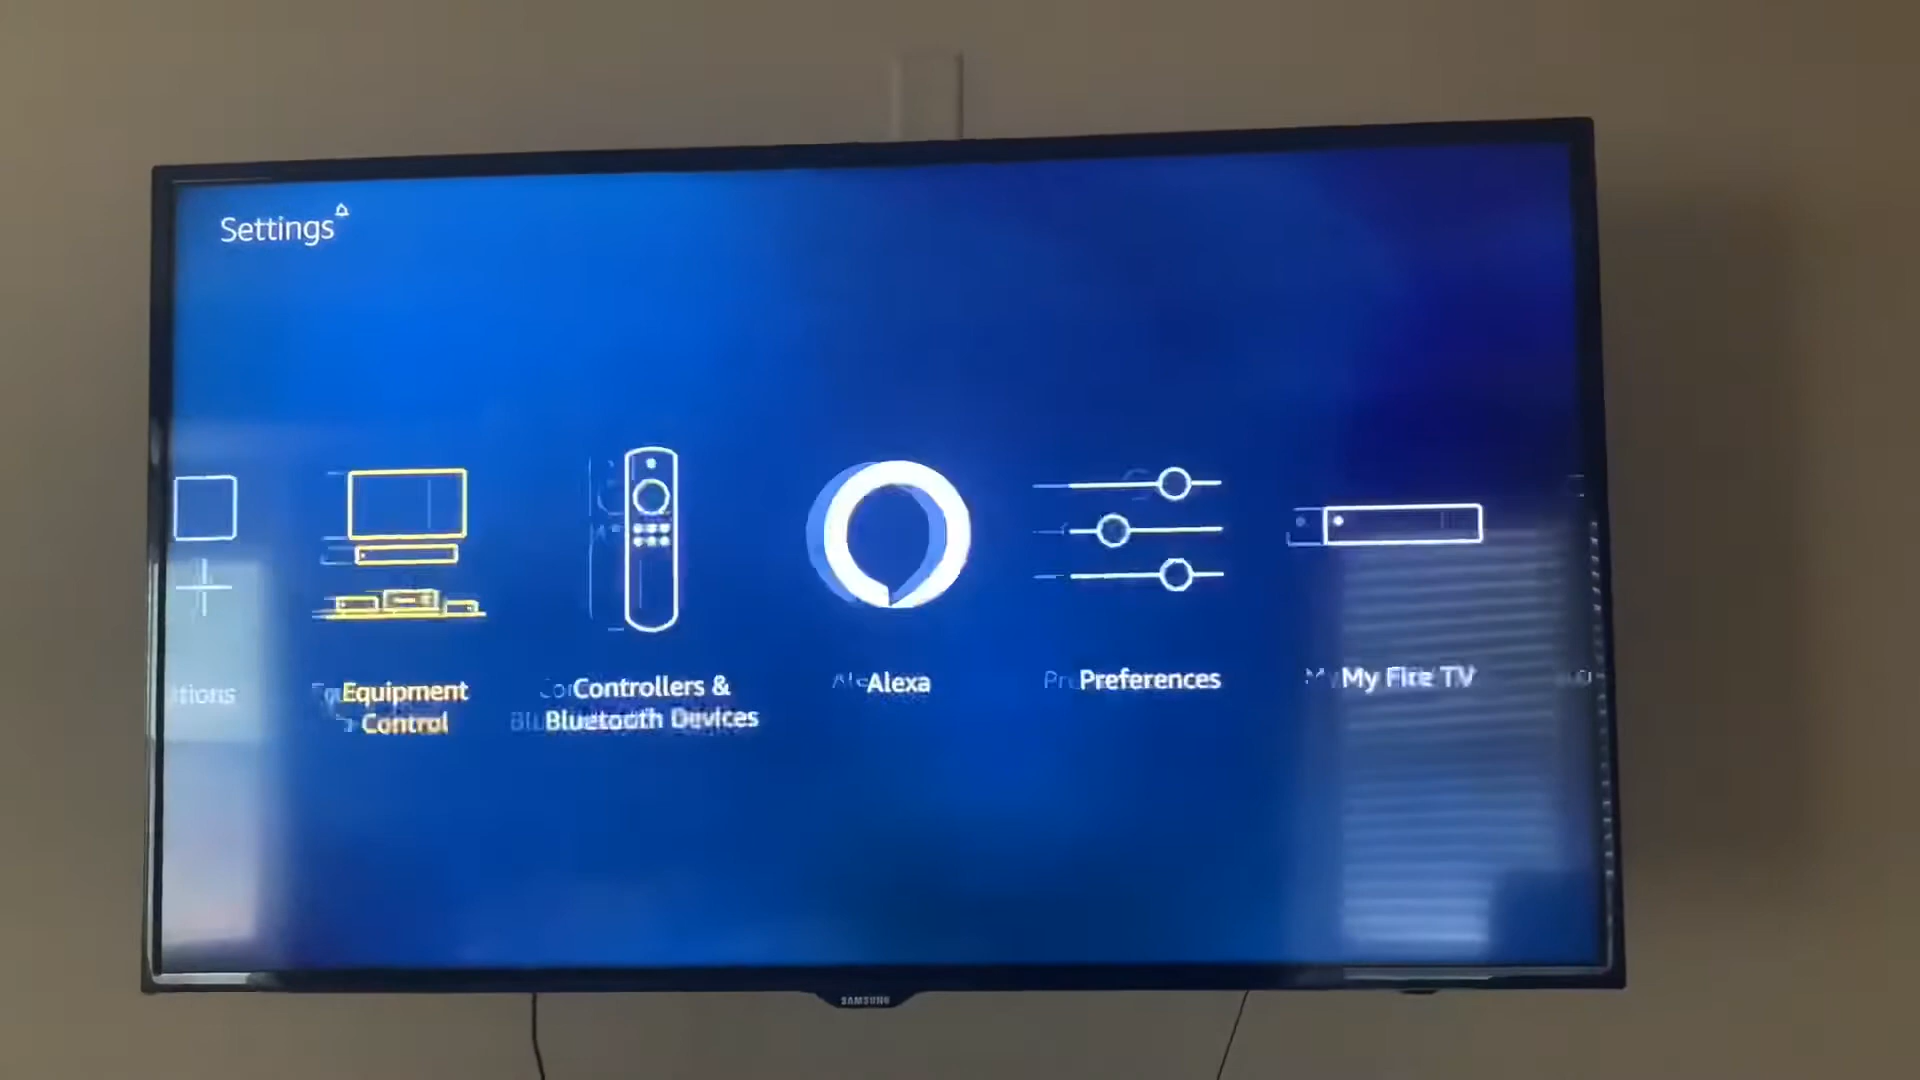 Settings
Equipment
Control
Controllers &
Bluetooth Devices
Alexa
Preferences
My Fire TV
SAMSUNG